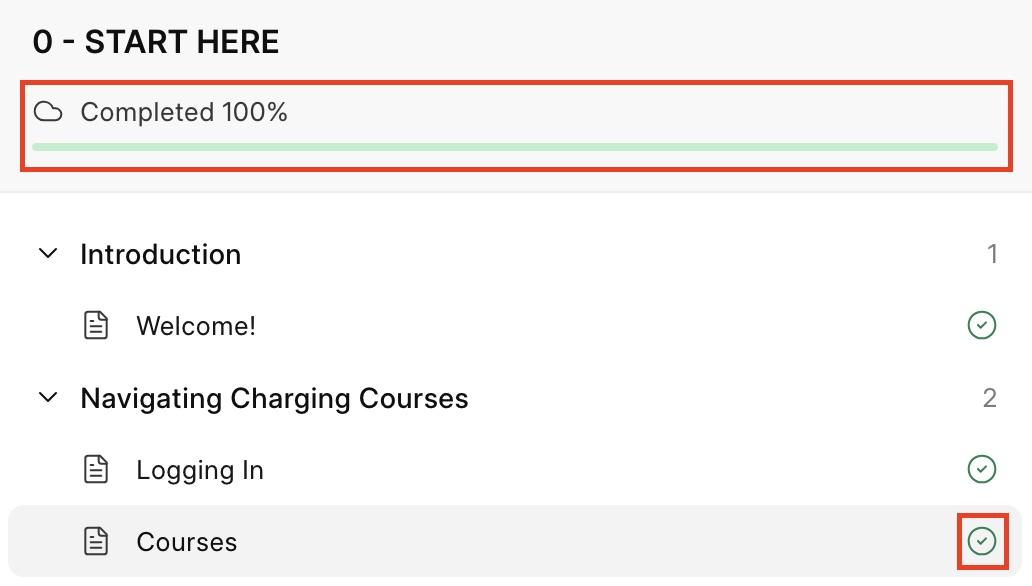 0 - START HERE
Completed 100%
Introduction 1
Welcome!
Navigating Charging Courses 2
Logging In
Courses